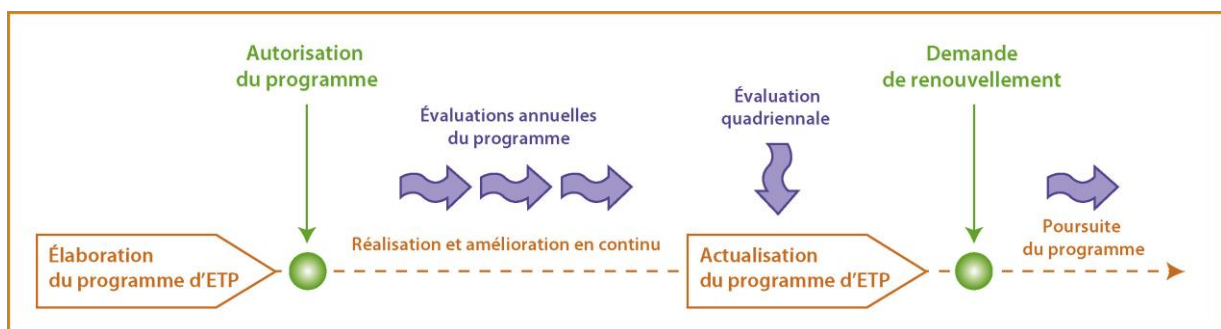 Autorisation
du programme
Demande
de renouvellement
Évaluations annuelles
du programme
Évaluation
quadriennale
Élaboration
du programme d'ETP
Réalisation et amélioration en continu
Actualisation
du programme d'ETP
Poursuite
du programme